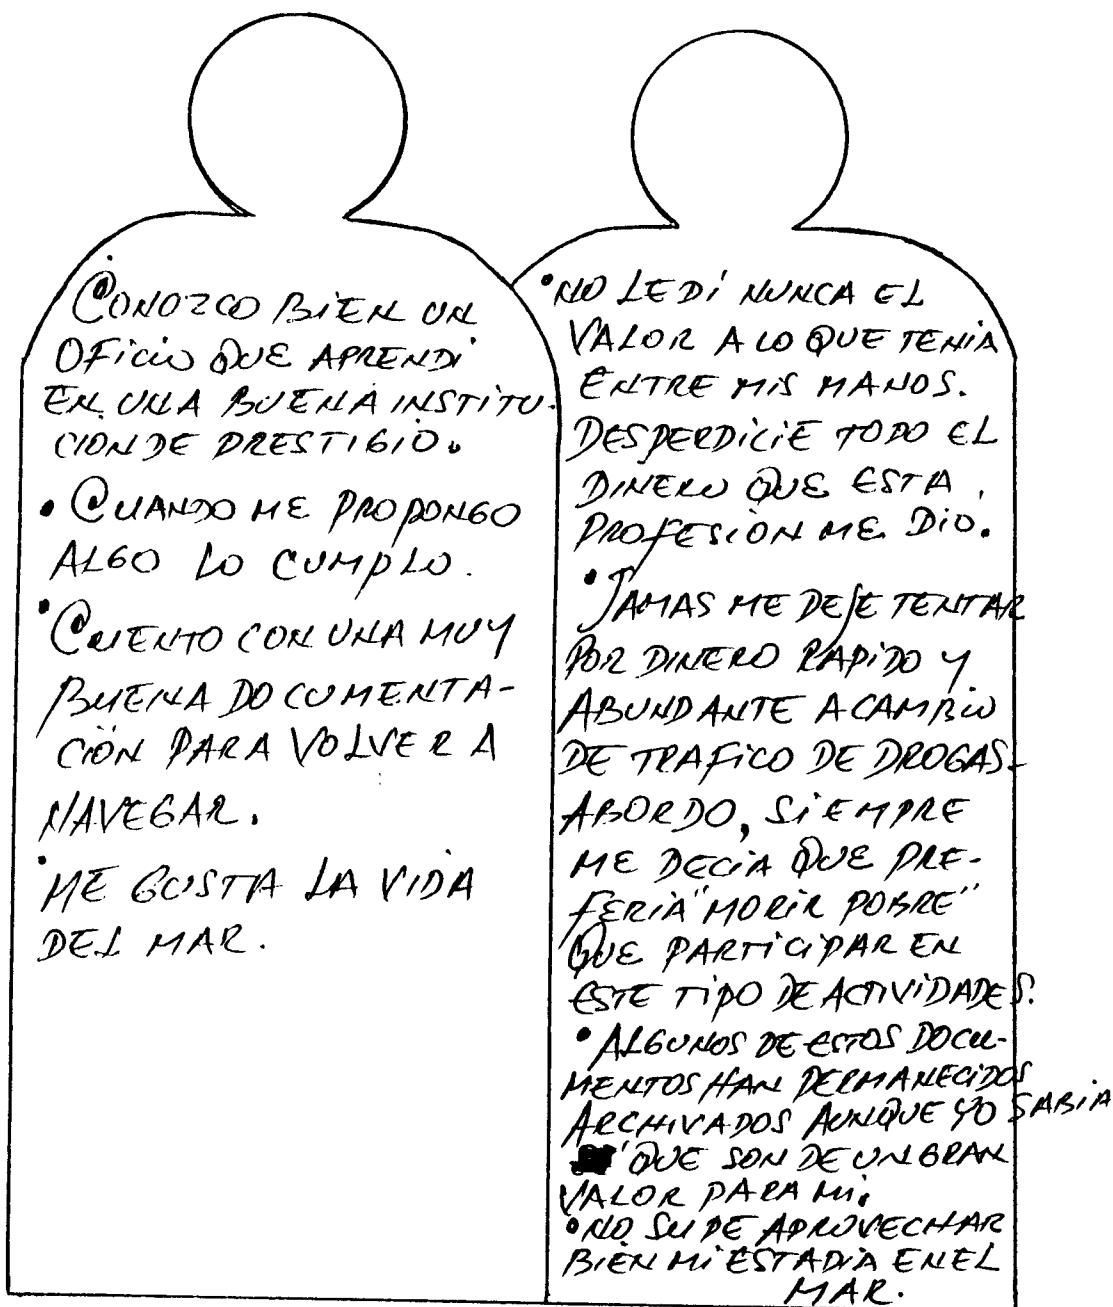 • CONOZCO BIEN UN
OFICIO QUE APRENDI
EN UNA BUENA INSTITU-
CION DE PRESTIGIO.
• CUANDO ME PROPONGO
ALGO LO CUMPLO.
• CUENTO CON UNA MUY
BUENA DOCUMENTA-
CIÓN PARA VOLVER A
NAVEGAR.
• ME GUSTA LA VIDA
DEL MAR.
• NO LE DÍ NUNCA EL
VALOR A LO QUE TENIA
ENTRE MIS MANOS.
DESPERDICIE TODO EL
DINERO QUE ESTA
PROFESIÓN ME DIO.
• JAMAS ME DEJE TENTAR
POR DINERO RAPIDO Y
ABUNDANTE A CAMBIO
DE TRAFICO DE DROGAS-
ABORDO, SIEMPRE
ME DECIA QUE PRE-
FERIA "MORIR POBRE"
QUE PARTICIPAR EN
ESTE TIPO DE ACTIVIDADES.
• ALGUNOS DE ESTOS DOCU-
MENTOS HAN PERMANECIDOS
ARCHIVADOS AUNQUE YO SABIA
QUE SON DE UN GRAN
VALOR PARA MI.
• NO SUPE APROVECHAR
BIEN MI ESTADIA EN EL
MAR.